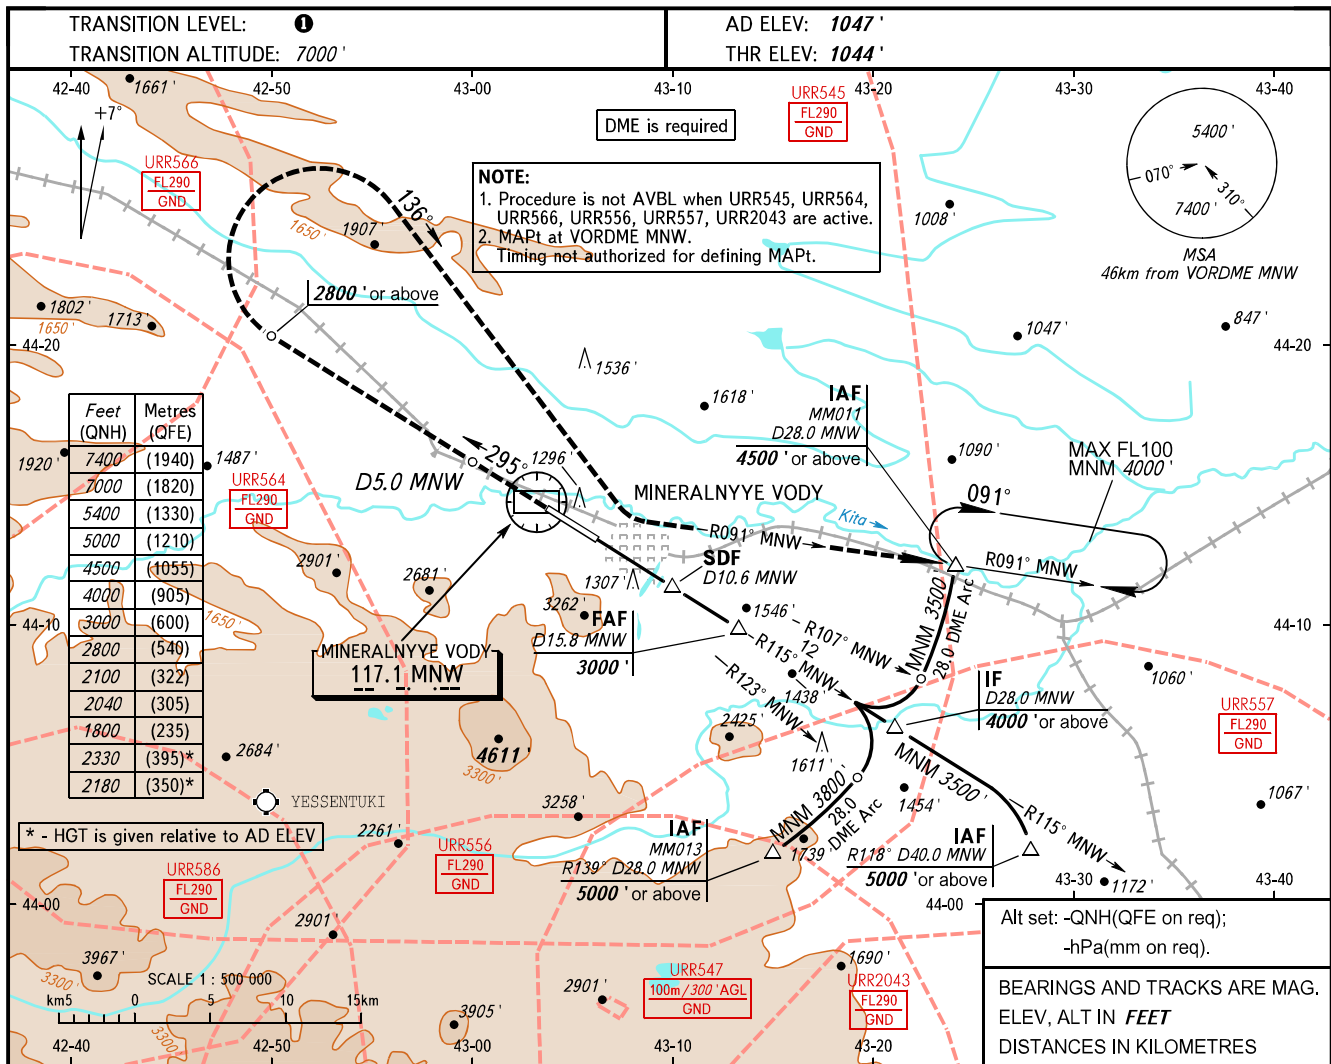 TRANSITION LEVEL: ❶
TRANSITION ALTITUDE: 7000 '
AD ELEV: 1047 '
THR ELEV: 1044 '
42-40
42-50
43-00
43-10
43-20
43-30
43-40
1661 '
+7°
DME is required
URR545
FL290
GND
URR566
FL290
GND
NOTE:
1. Procedure is not AVBL when URR545, URR564,
URR566, URR556, URR557, URR2043 are active.
2. MAPt at VORDME MNW.
Timing not authorized for defining MAPt.
5400 '
070°
310°
7400 '
MSA
46km from VORDME MNW
136°
1650 '
1907 '
1008 '
2800 ' or above
1802 '
1650 '
1713 '
1047 '
847 '
44-20
44-20
1536 '
1618 '
IAF
MM011
D28.0 MNW
4500 ' or above
Feet
(QNH)
Metres
(QFE)
7400 (1940)
7000 (1820)
5400 (1330)
5000 (1210)
4500 (1055)
4000 (905)
3000 (600)
2800 (540)
2100 (322)
2040 (305)
1800 (235)
2330 (395)*
2180 (350)*
1920 '
1487 '
URR564
FL290
GND
D5.0 MNW
295°
1296 '
MINERALNYYE VODY
Kita
1090 '
MAX FL100
MNM 4000 '
091°
R091° MNW
R091° MNW
SDF
D10.6 MNW
2901 '
2681 '
1307 '
3262 '
1650 '
FAF
D15.8 MNW
3000 '
1546 '
R107° MNW
R115° MNW
12
R123° MNW
1438 '
MNM 3500 '
28.0 DME Arc
44-10
44-10
MINERALNYYE VODY
117.1 MNW
IF
D28.0 MNW
4000 ' or above
1060 '
URR557
FL290
GND
2425 '
1611 '
2684 '
4611 '
3300 '
MNM 3500 '
MNM 3800 '
28.0
DME Arc
1454 '
1067 '
YESSENTUKI
3258 '
* - HGT is given relative to AD ELEV
2261 '
URR556
FL290
GND
URR586
FL290
GND
IAF
MM013
R139° D28.0 MNW
5000 ' or above
1739 '
IAF
R118° D40.0 MNW
5000 ' or above
R115° MNW
1172 '
43-30
43-40
44-00
44-00
2901 '
3967 '
3300 '
3300 '
SCALE 1 : 500 000
km5 0 5 10 15km
3905 '
2901 '
URR547
100m/300 ' AGL
GND
1690 '
URR2043
FL290
GND
Alt set: -QNH(QFE on req);
-hPa(mm on req).
BEARINGS AND TRACKS ARE MAG.
ELEV, ALT IN FEET
DISTANCES IN KILOMETRES
42-40
42-50
43-00
43-10
43-20